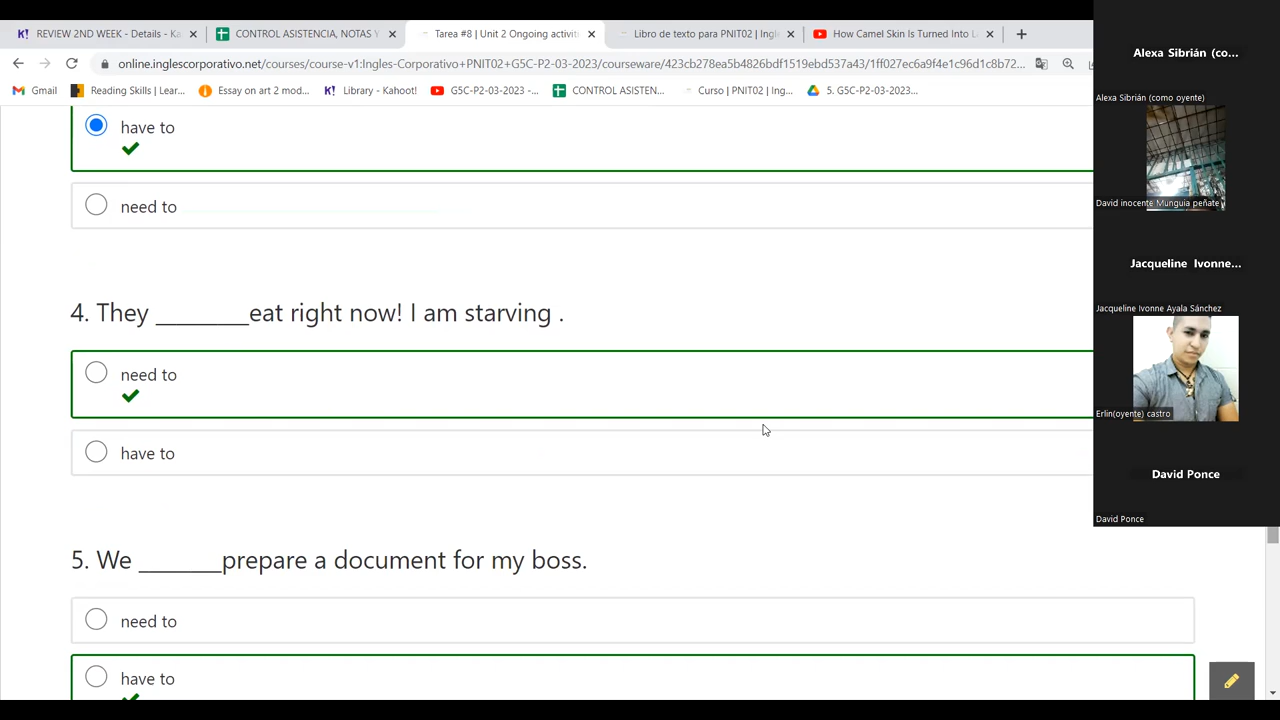 REVIEW 2ND WEEK - Details - Ka
CONTROL ASISTENCIA, NOTAS Y
Tarea #8 | Unit 2 Ongoing activit
Libro de texto para PNIT02 | Ingl
How Camel Skin Is Turned Into L
online.inglescorporativo.net/courses/course-v1:Ingles-Corporativo+PNIT02+G5C-P2-03-2023/courseware/423cb278ea5b4826bdf1519ebd537a43/1ff027ec6a9f4e1c96d1c8b72...
Gmail
Reading Skills | Lear...
Essay on art 2 mod...
Library - Kahoot!
G5C-P2-03-2023 -...
CONTROL ASISTEN...
Curso | PNIT02 | Ing...
5. G5C-P2-03-2023...
have to
need to
4. They _________eat right now! I am starving .
need to
have to
5. We ________prepare a document for my boss.
need to
have to
Alexa Sibrián (co...
Alexa Sibrián (como oyente)
David inocente Munguia peñate
Jacqueline Ivonne...
Jacqueline Ivonne Ayala Sánchez
Erlin(oyente) castro
David Ponce
David Ponce